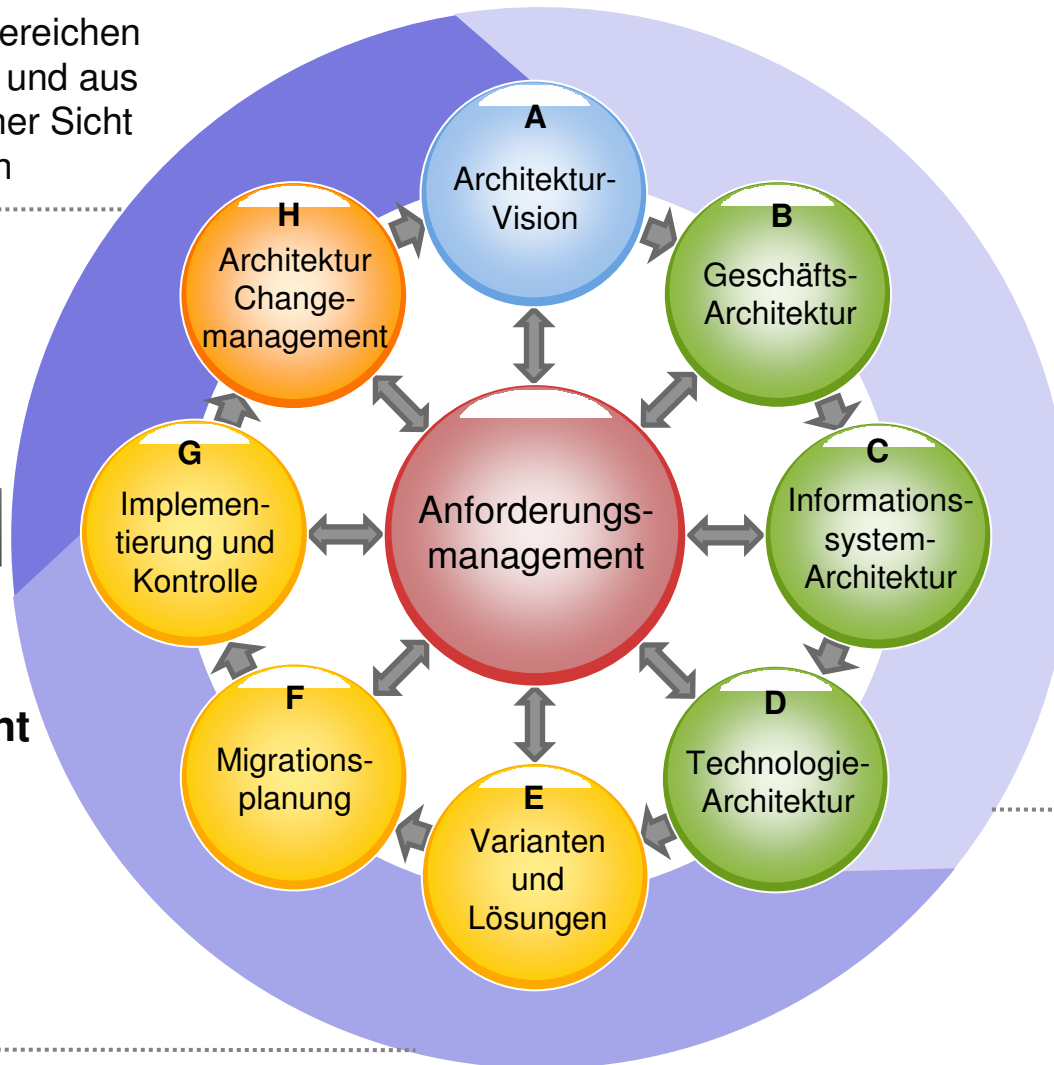 ereichen
und aus
ner Sicht
n
A
Architektur-
Vision
B
Geschäfts-
Architektur
C
Informations-
system-
Architektur
D
Technologie-
Architektur
E
Varianten
und
Lösungen
F
Migrations-
planung
G
Implemen-
tierung und
Kontrolle
H
Architektur
Change-
management
Anforderungs-
management
nt